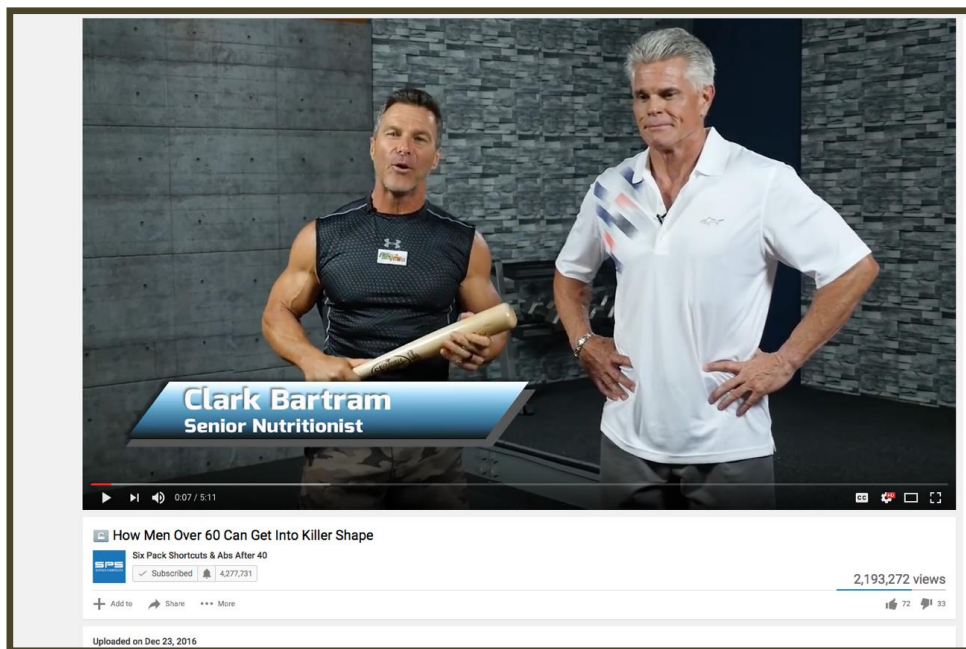 Clark Bartram
Senior Nutritionist
0:07 / 5:11
CC
HD
How Men Over 60 Can Get Into Killer Shape
SPS
Six Pack Shortcuts & Abs After 40
Subscribed 4,277,731
2,193,272 views
Add to Share More
72 33
Uploaded on Dec 23, 2016